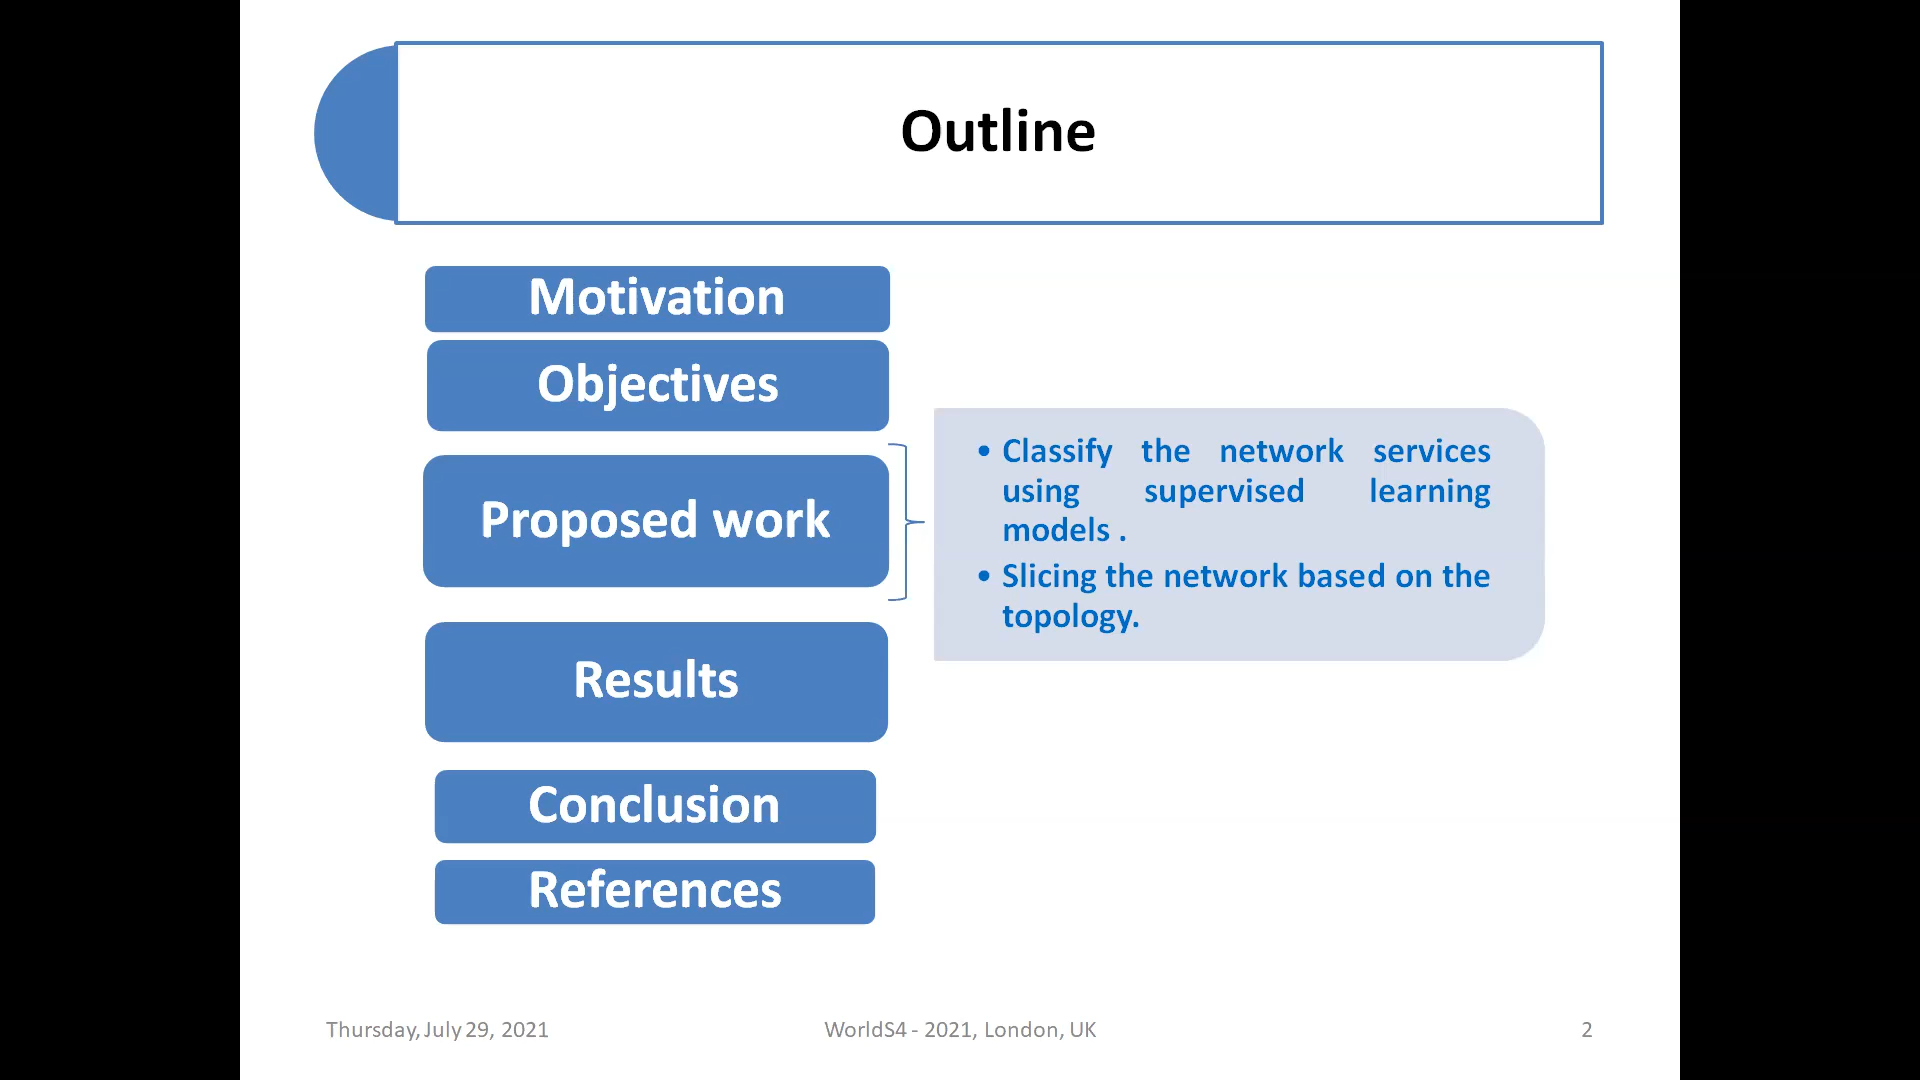 Outline
Motivation
Objectives
Proposed work
• Classify the network services
using supervised learning
models .
• Slicing the network based on the
topology.
Results
Conclusion
References
Thursday, July 29, 2021
WorldS4 - 2021, London, UK
2